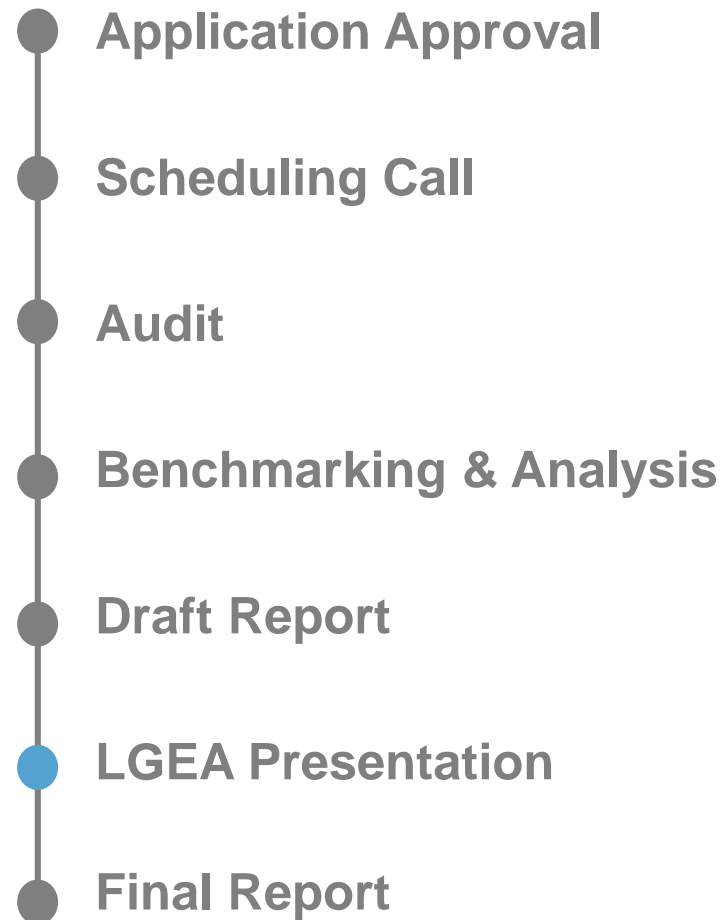 Application Approval
Scheduling Call
Audit
Benchmarking & Analysis
Draft Report
LGEA Presentation
Final Report